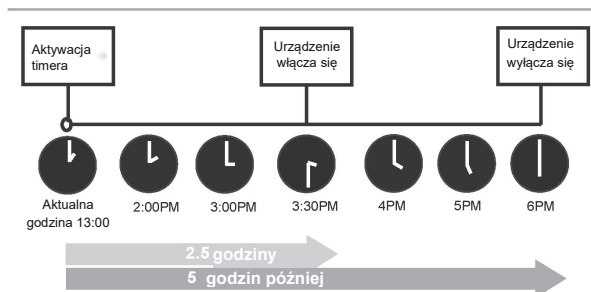 Aktywacja
timera
Urządzenie
włącza się
Urządzenie
wyłącza się
Aktualna
godzina 13:00
2:00PM
3:00PM
3:30PM
4PM
5PM
6PM
2.5 godziny
5 godzin później